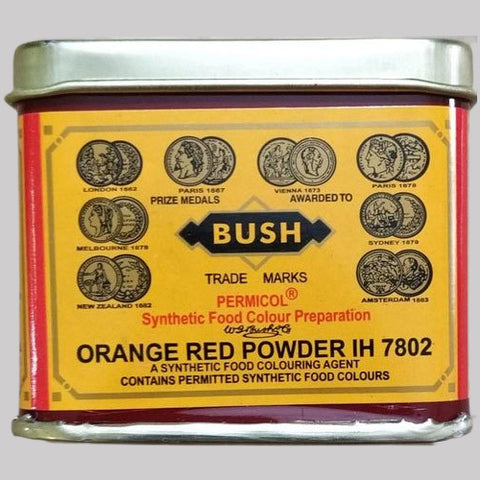 LONDON 1862
PARIS 1867
VIENNA 1873
PARIS 1878
PRIZE MEDALS
AWARDED TO
BUSH
MELBOURNE 1879
SYDNEY 1879
TRADE MARKS
NEW ZEALAND 1882
PERMICOL®
AMSTERDAM 1883
Synthetic Food Colour Preparation
W.J.Bush&Co
ORANGE RED POWDER IH 7802
A SYNTHETIC FOOD COLOURING AGENT
CONTAINS PERMITTED SYNTHETIC FOOD COLOURS